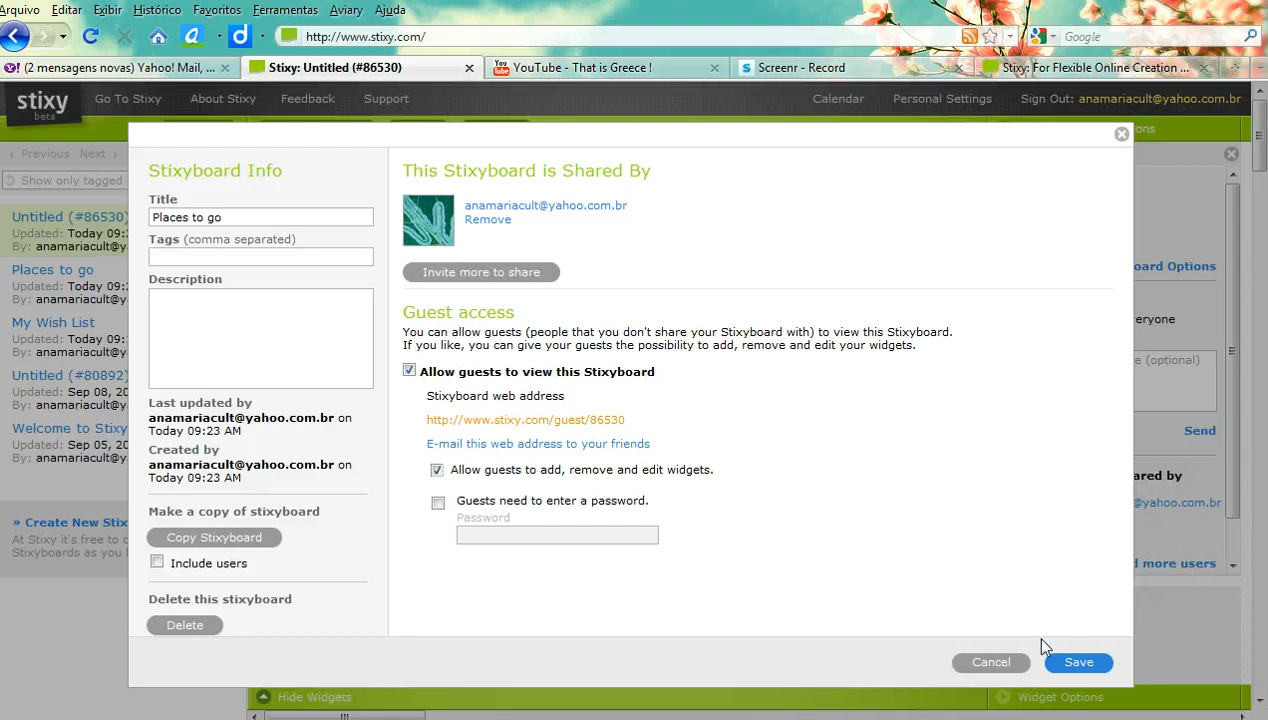 Arquivo Editar Exibir Histórico Favoritos Ferramentas Aviary Ajuda
http://www.stixy.com/
Google
(2 mensagens novas) Yahoo! Mail, ...
Stixy: Untitled (#86530)
YouTube - That is Greece !
Screenr - Record
Stixy: For Flexible Online Creation ...
stixy
beta
Go To Stixy About Stixy Feedback Support
Calendar Personal Settings Sign Out: anamariacult@yahoo.com.br
Previous Next
Show only tagged
Untitled (#86530)
Updated: Today 09:
By: anamariacult@y
Places to go
Updated: Today 09:
By: anamariacult@y
My Wish List
Updated: Today 09:
By: anamariacult@y
Untitled (#80892)
Updated: Sep 08, 20
By: anamariacult@y
Welcome to Stixy
Updated: Sep 05, 20
By: anamariacult@y
» Create New Stix
At Stixy it's free to c
Stixyboards as you l
Stixyboard Info
Title
Places to go
Tags (comma separated)
Description
Last updated by
anamariacult@yahoo.com.br on
Today 09:23 AM
Created by
anamariacult@yahoo.com.br on
Today 09:23 AM
Make a copy of stixyboard
Copy Stixyboard
Include users
Delete this stixyboard
Delete
This Stixyboard is Shared By
anamariacult@yahoo.com.br
Remove
Invite more to share
Guest access
You can allow guests (people that you don't share your Stixyboard with) to view this Stixyboard.
If you like, you can give your guests the possibility to add, remove and edit your widgets.
Allow guests to view this Stixyboard
Stixyboard web address
http://www.stixy.com/guest/86530
E-mail this web address to your friends
Allow guests to add, remove and edit widgets.
Guests need to enter a password.
Password
Cancel
Save
ions
oard Options
veryone
e (optional)
Send
ared by
@yahoo.com.br
d more users
Hide Widgets
Widget Options